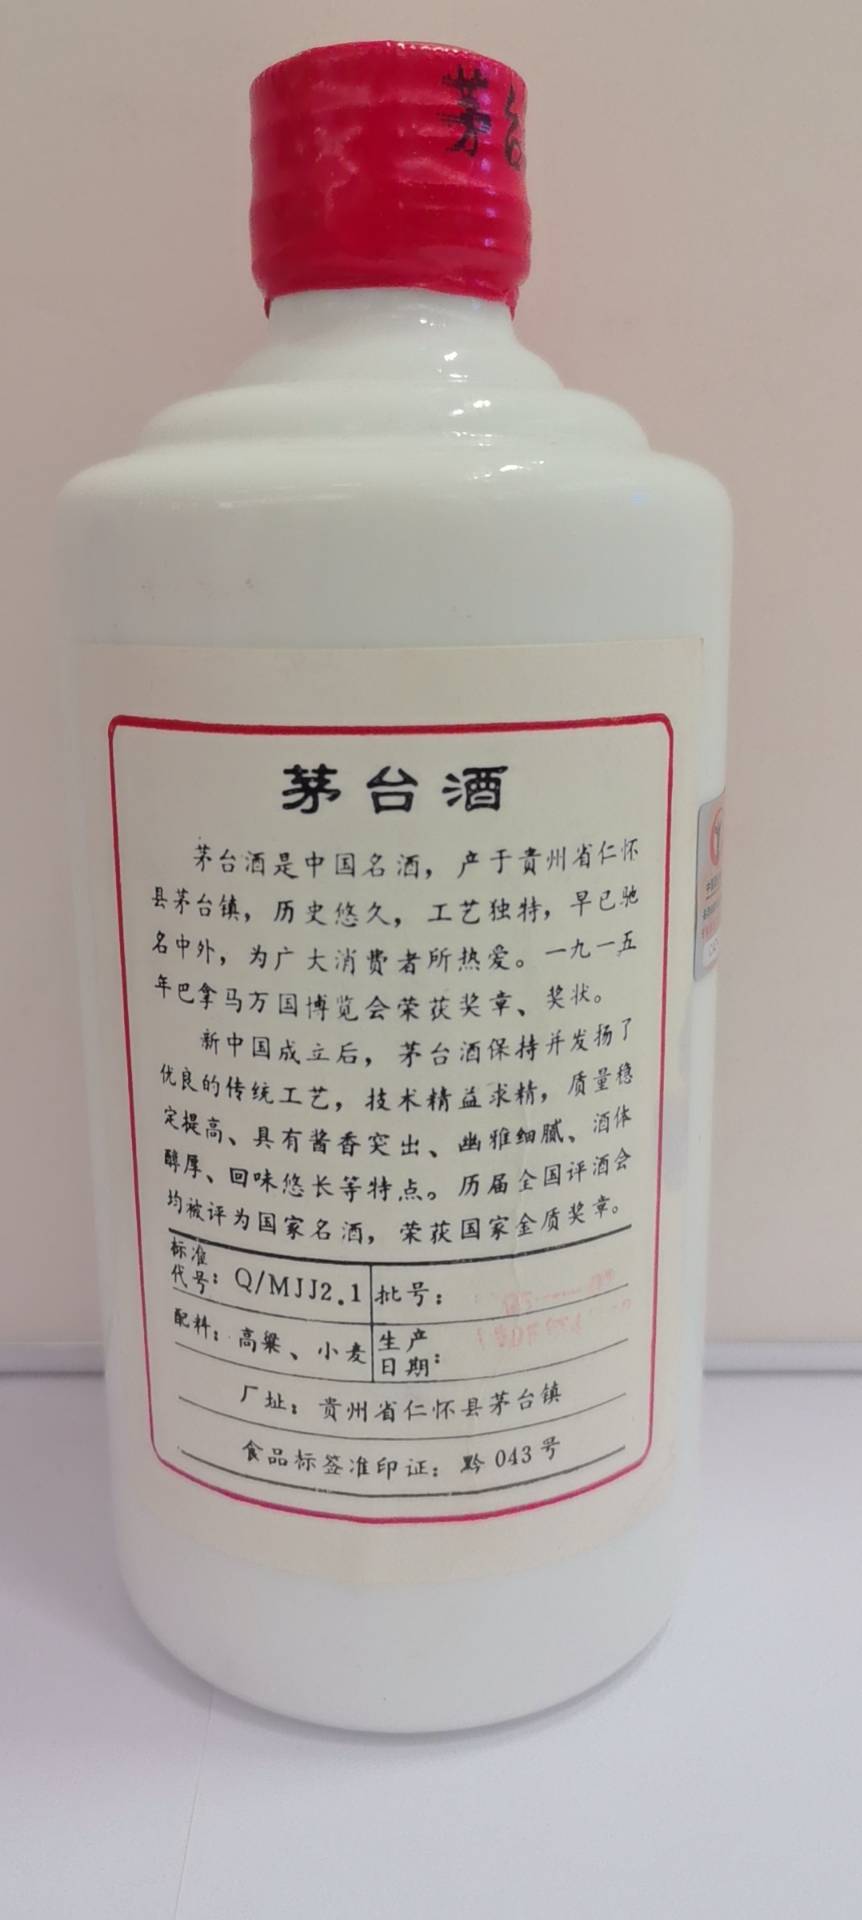 茅台
茅台酒
茅台酒是中国名酒，产于贵州省仁怀
县茅台镇，历史悠久，工艺独特，早已驰
名中外，为广大消费者所热爱。一九一五
年巴拿马万国博览会荣获奖章、奖状。
新中国成立后，茅台酒保持并发扬了
优良的传统工艺，技术精益求精，质量稳
定提高、具有酱香突出、幽雅细腻、酒体
醇厚、回味悠长等特点。历届全国评酒会
均被评为国家名酒，荣获国家金质奖章。
标准代号：Q/MJJ2.1 批号：
配料：高粱、小麦 生产日期：
厂址：贵州省仁怀县茅台镇
食品标签准印证：黔043号